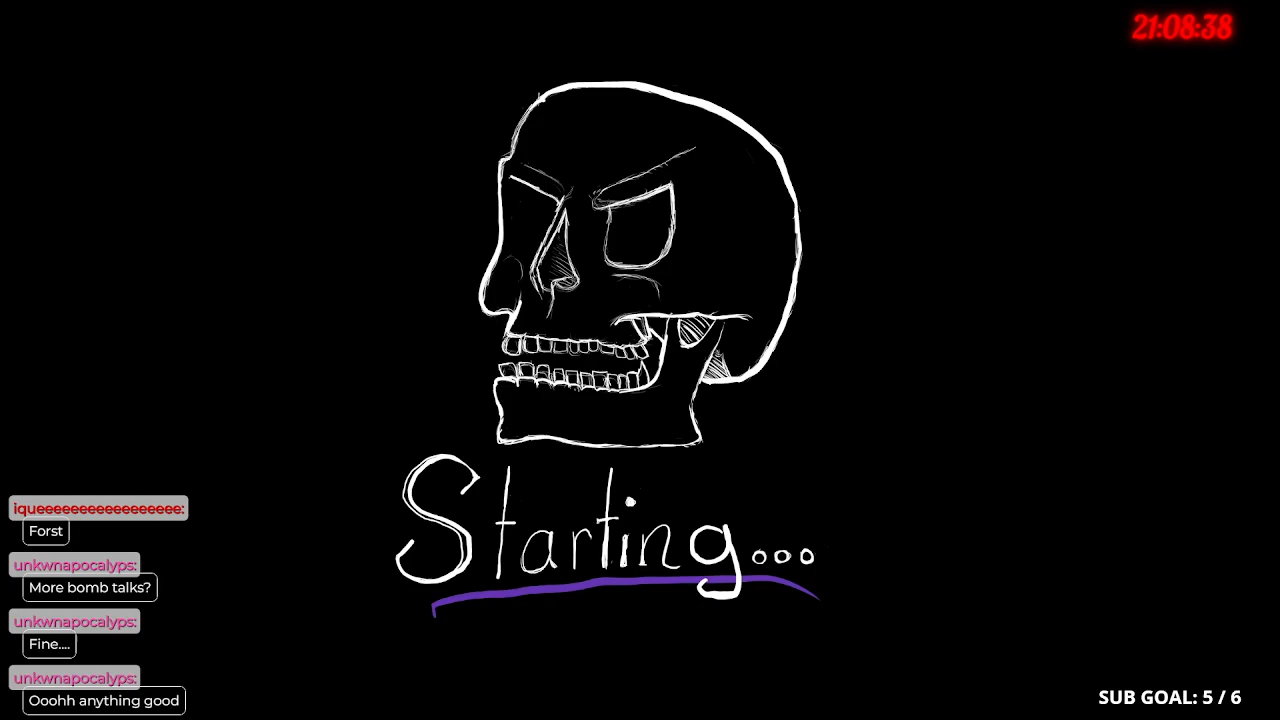 21:08:38
Starting...
iqueeeeeeeeeeeeeeeee:
Forst
unkwnapocalyps:
More bomb talks?
unkwnapocalyps:
Fine....
unkwnapocalyps:
Ooohh anything good
SUB GOAL: 5 / 6